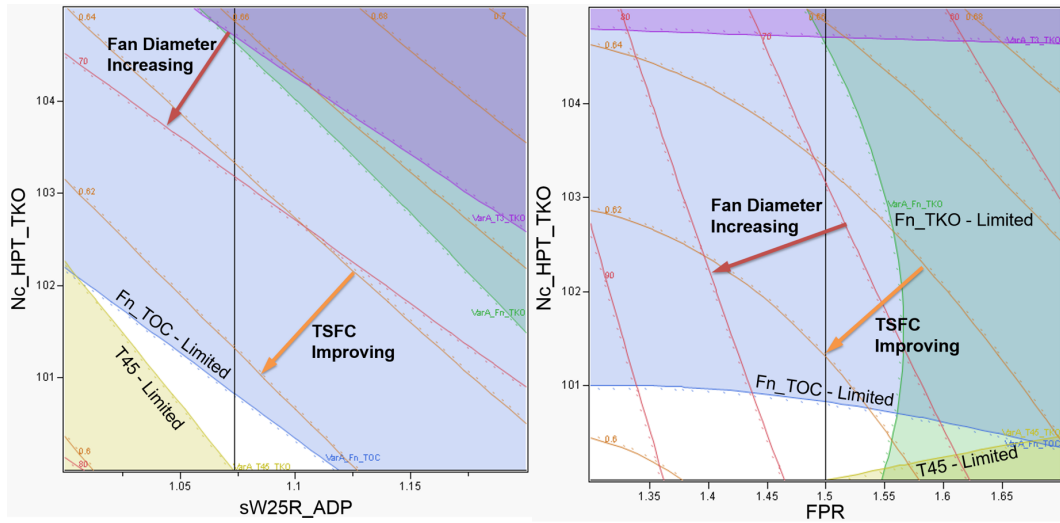 0.64
0.66
0.68
0.7
Fan Diameter
Increasing
70
104
103
0.62
VarA_T3_TKO
Nc_HPT_TKO
102
Fn_TOC - Limited
TSFC
Improving
VarA_Fn_TKO
T45 - Limited
101
0.6
80
VarA_T45_TKO
VarA_Fn_TOC
1.05
1.1
1.15
sW25R_ADP
80
0.66
60
0.68
70
VarA_T3_TKO
0.64
104
103
0.62
Fan Diameter
Increasing
VarA_Fn_TKO
Fn_TKO - Limited
Nc_HPT_TKO
90
102
TSFC
Improving
101
Fn_TOC - Limited
0.6
VarA_T45_TKO
VarA_Fn_TOC
T45 - Limited
1.35
1.4
1.45
1.5
1.55
1.6
1.65
FPR